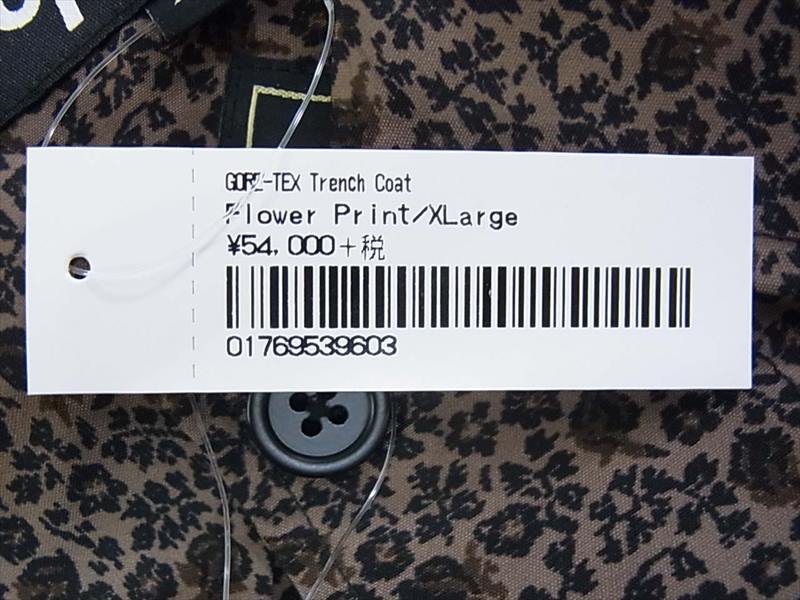 GORE-TEX Trench Coat
Flower Print/XLarge
¥54,000+税
01769539603